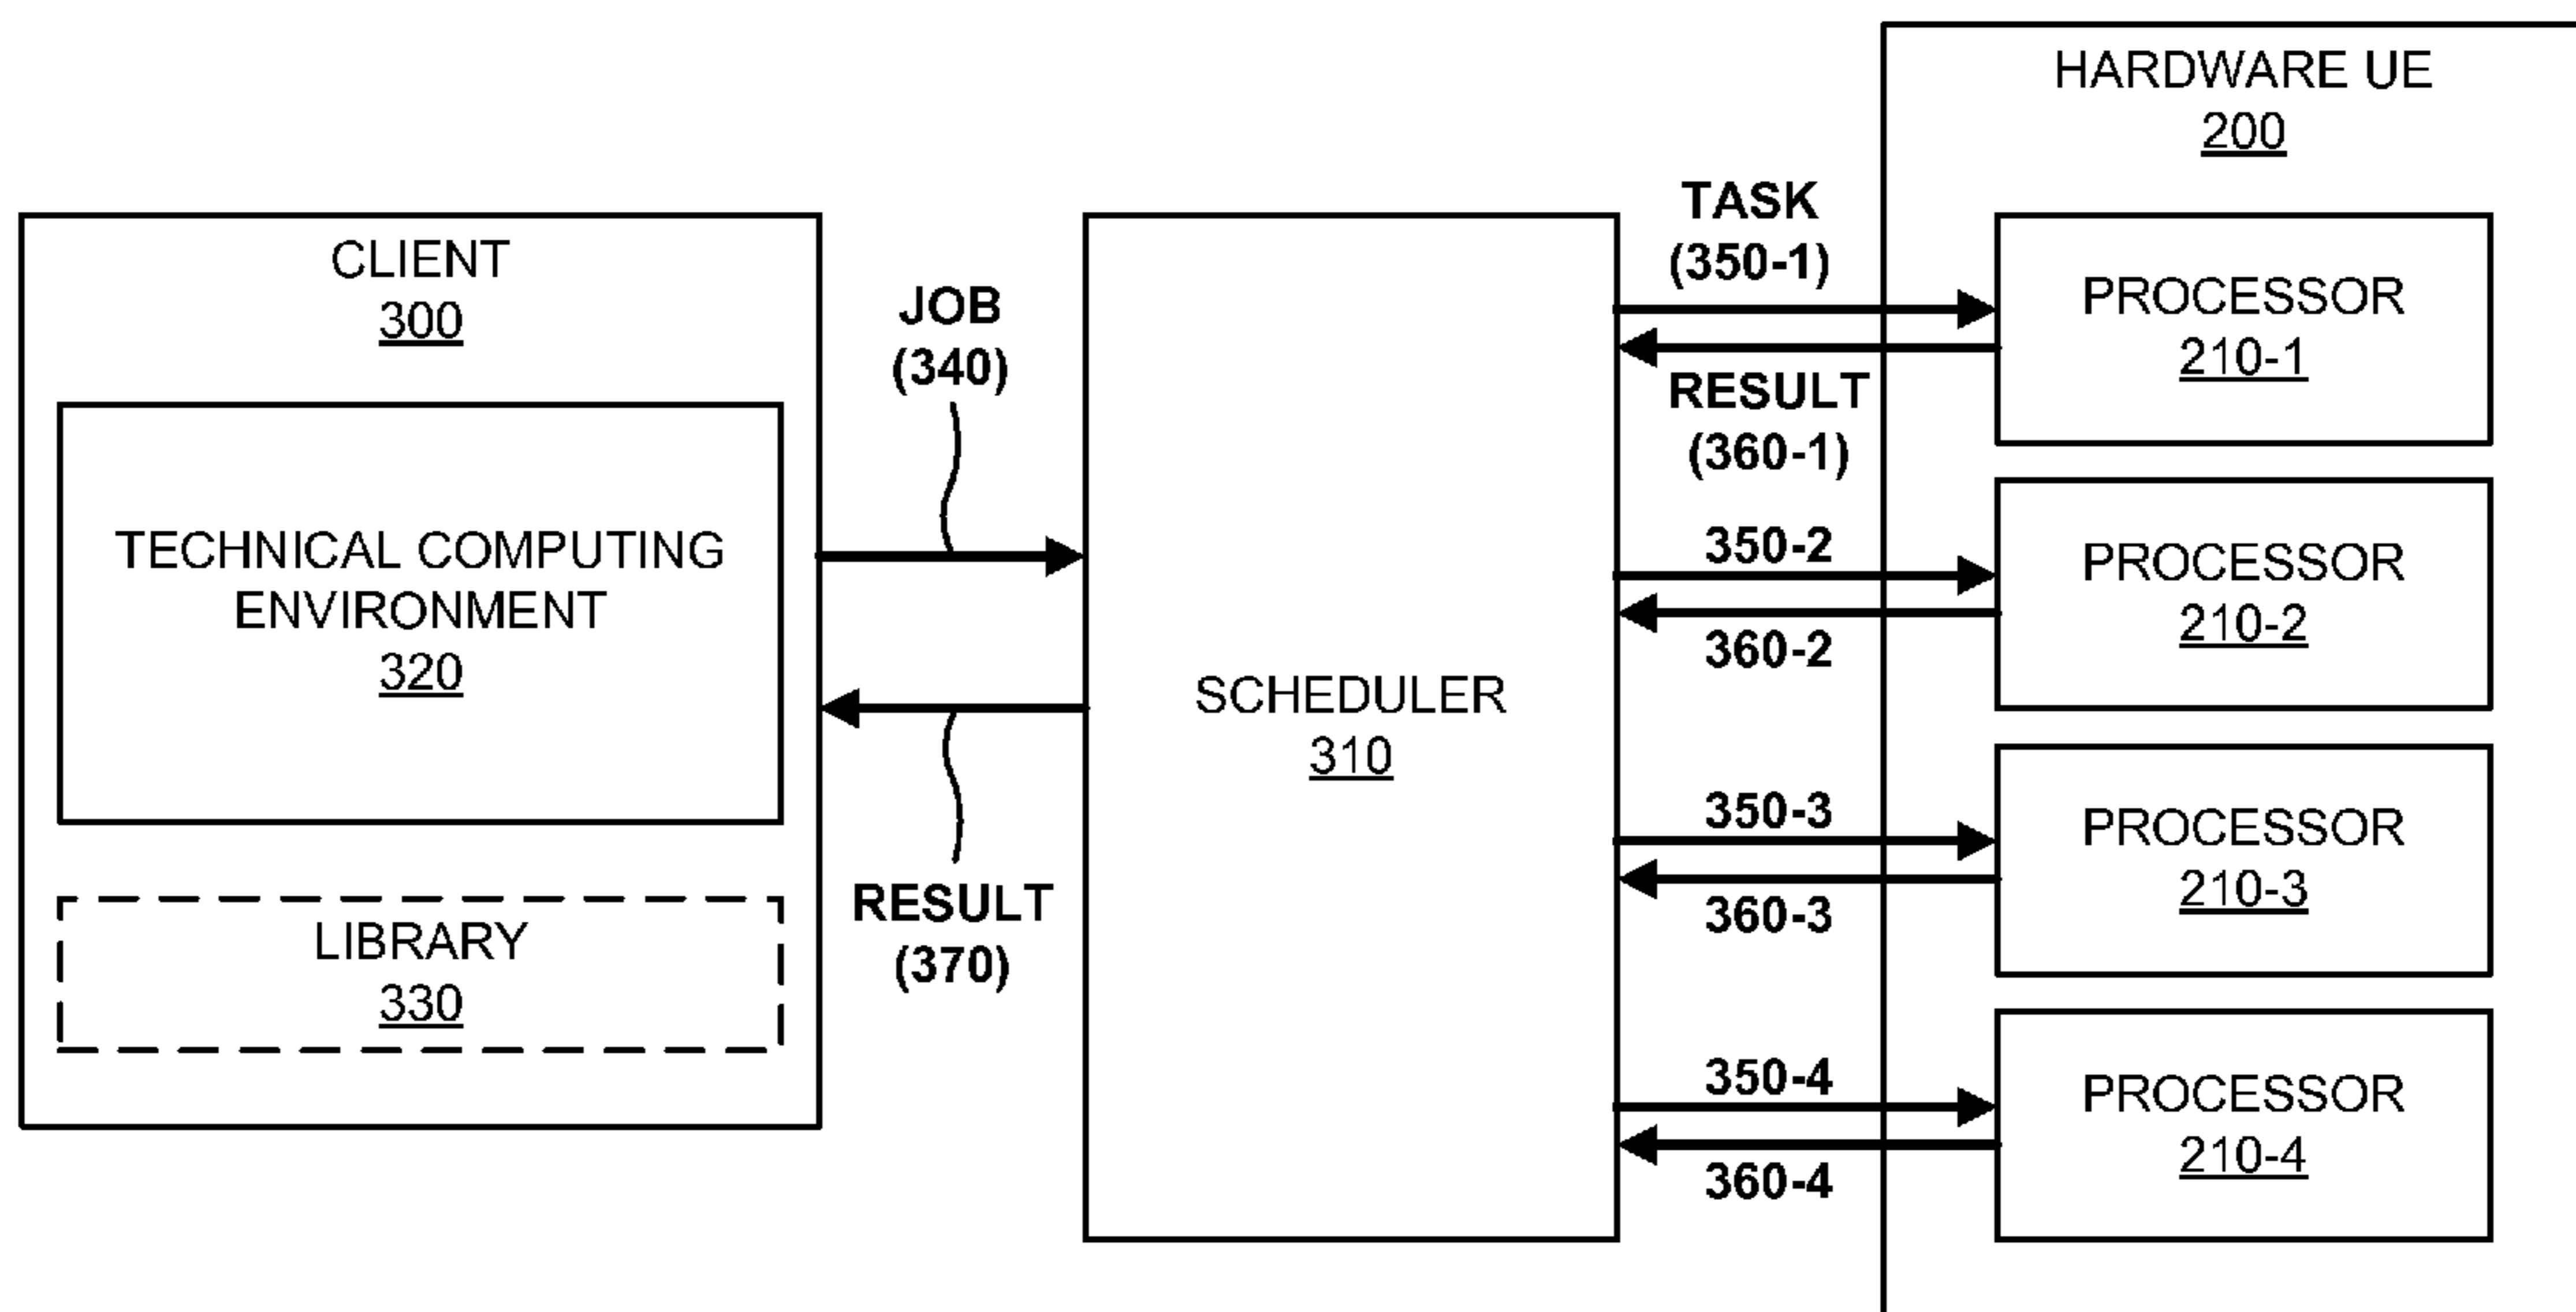 HARDWARE UE
200
CLIENT
300
TECHNICAL COMPUTING
ENVIRONMENT
320
LIBRARY
330
JOB
(340)
RESULT
(370)
SCHEDULER
310
TASK
(350-1)
RESULT
(360-1)
350-2
360-2
350-3
360-3
350-4
360-4
PROCESSOR
210-1
PROCESSOR
210-2
PROCESSOR
210-3
PROCESSOR
210-4